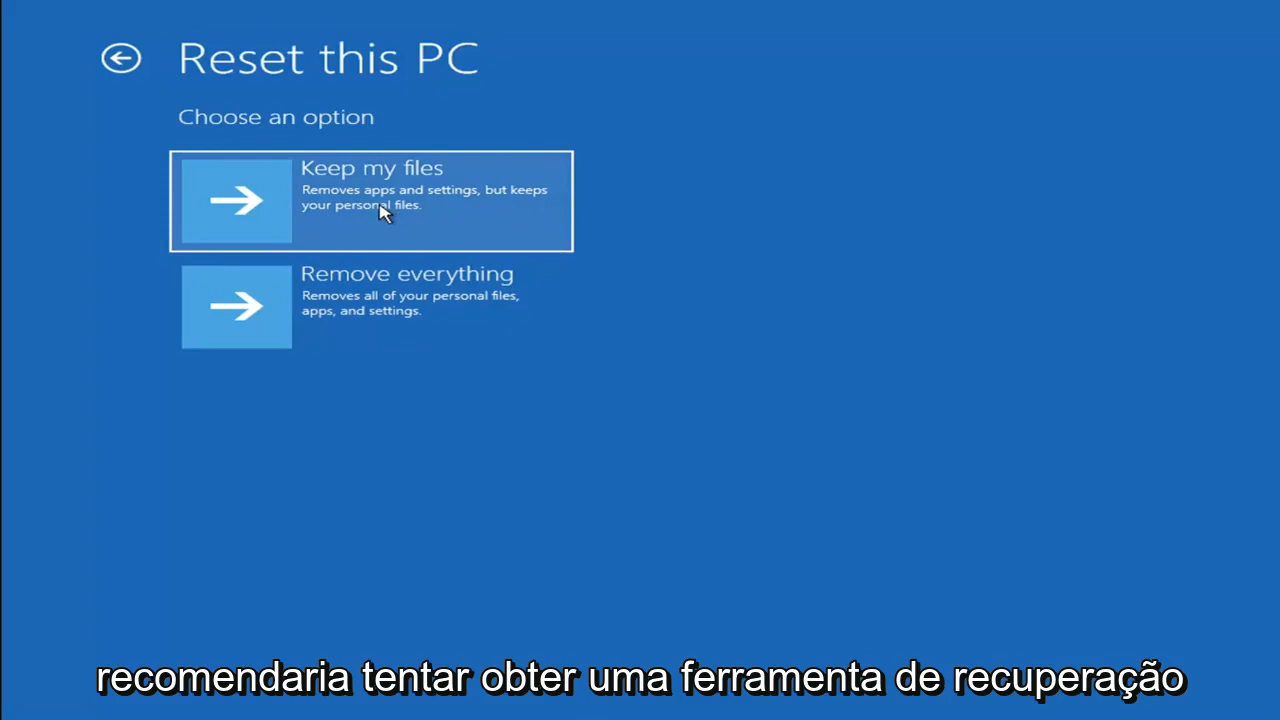 Reset this PC
Choose an option
Keep my files
Removes apps and settings, but keeps
your personal files.
Remove everything
Removes all of your personal files,
apps, and settings.
recomendaria tentar obter uma ferramenta de recuperação